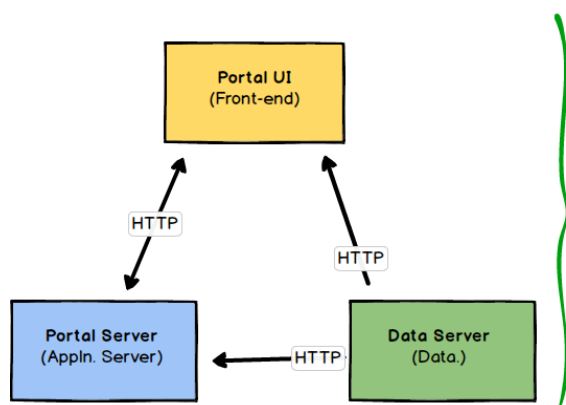 Portal UI
(Front-end)
HTTP
HTTP
Portal Server
(Appln. Server)
HTTP
Data Server
(Data.)